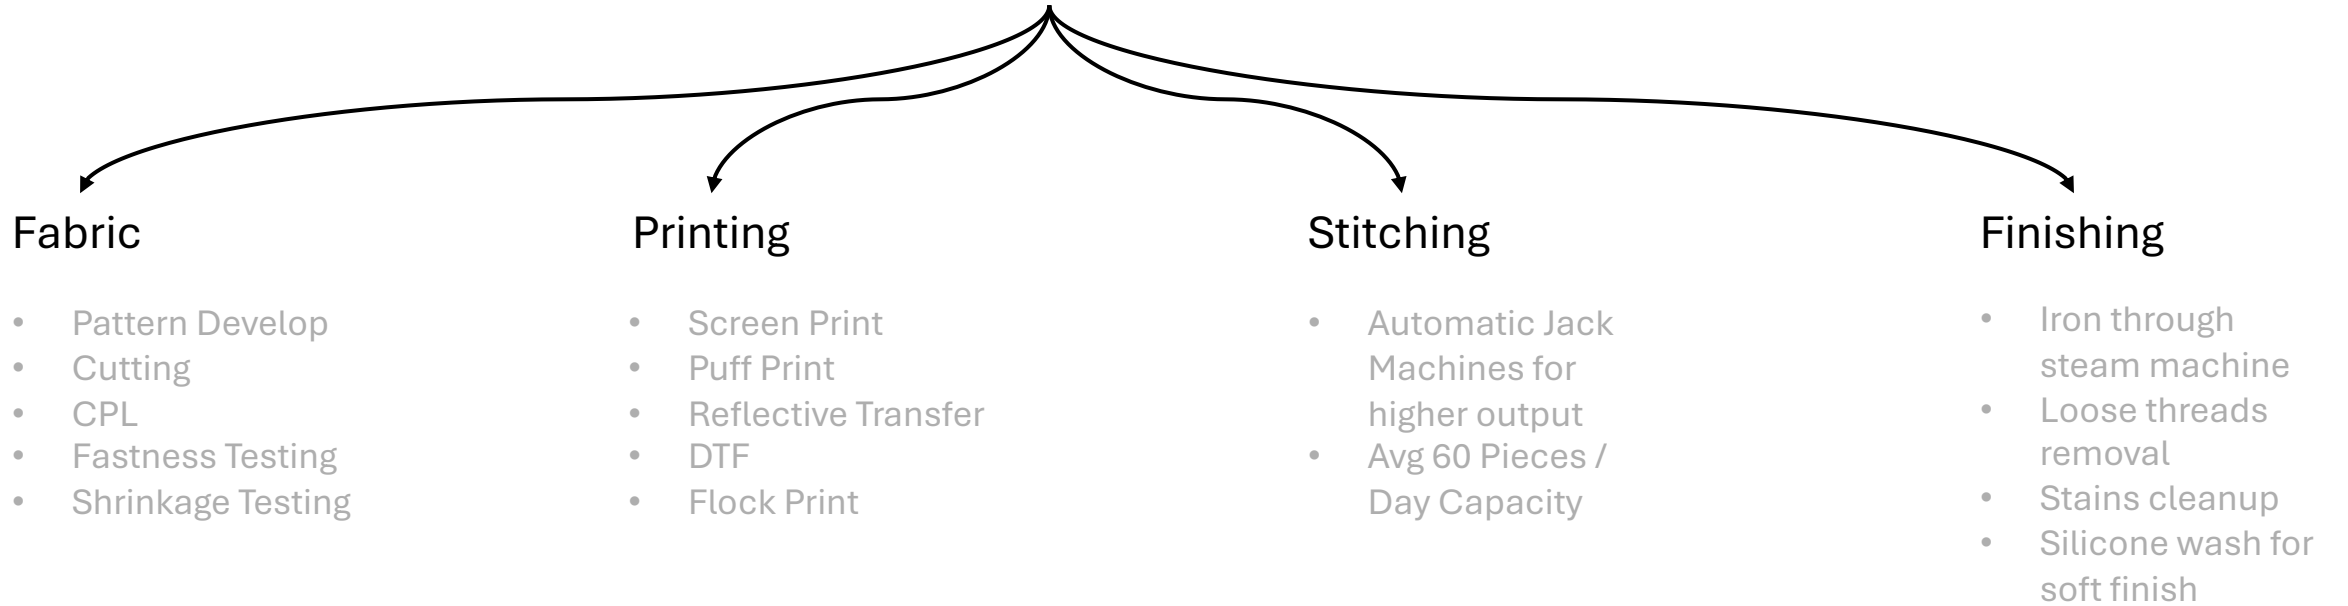 Fabric
• Pattern Develop
• Cutting
• CPL
• Fastness Testing
• Shrinkage Testing
Printing
• Screen Print
• Puff Print
• Reflective Transfer
• DTF
• Flock Print
Stitching
• Automatic Jack
Machines for
higher output
• Avg 60 Pieces /
Day Capacity
Finishing
• Iron through
steam machine
• Loose threads
removal
• Stains cleanup
• Silicone wash for
soft finish